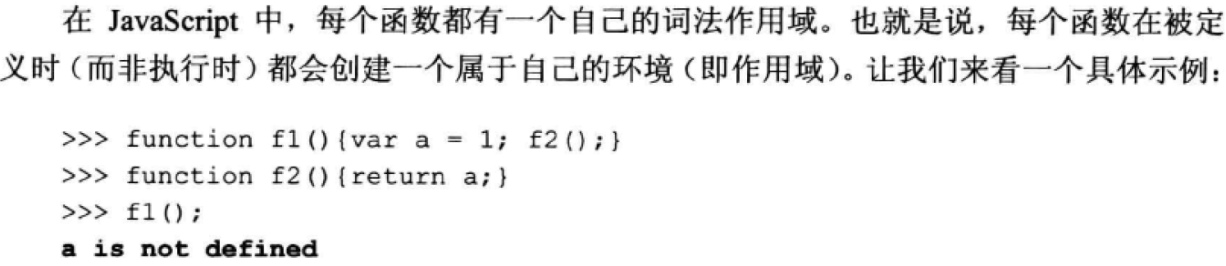 在 JavaScript 中，每个函数都有一个自己的词法作用域。也就是说，每个函数在被定
义时（而非执行时）都会创建一个属于自己的环境（即作用域）。让我们来看一个具体示例：
>>> function f1(){var a = 1; f2();}
>>> function f2(){return a;}
>>> f1();
a is not defined